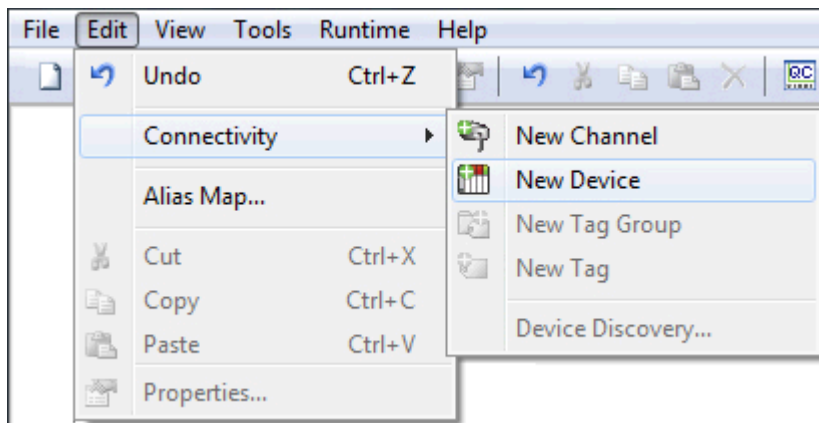 File Edit View Tools Runtime Help
QC
Undo Ctrl+Z
Connectivity
Alias Map...
Cut Ctrl+X
Copy Ctrl+C
Paste Ctrl+V
Properties...
New Channel
New Device
New Tag Group
New Tag
Device Discovery...